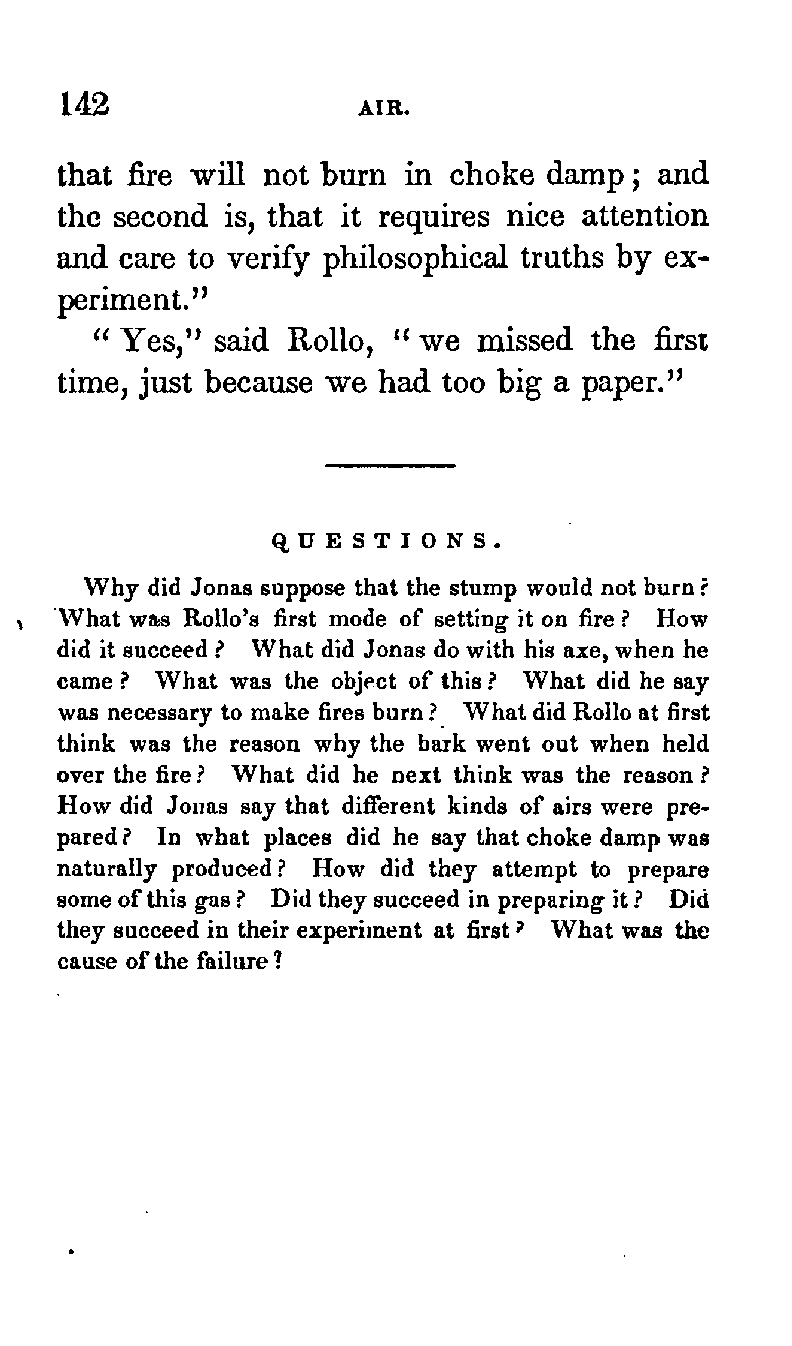 142 AIR.
that fire will not burn in choke damp; and
the second is, that it requires nice attention
and care to verify philosophical truths by ex-
periment."
"Yes," said Rollo, "we missed the first
time, just because we had too big a paper."
QUESTIONS.
Why did Jonas suppose that the stump would not burn?
What was Rollo's first mode of setting it on fire? How
did it succeed? What did Jonas do with his axe, when he
came? What was the object of this? What did he say
was necessary to make fires burn? What did Rollo at first
think was the reason why the bark went out when held
over the fire? What did he next think was the reason?
How did Jonas say that different kinds of airs were pre-
pared? In what places did he say that choke damp was
naturally produced? How did they attempt to prepare
some of this gas? Did they succeed in preparing it? Did
they succeed in their experiment at first? What was the
cause of the failure?